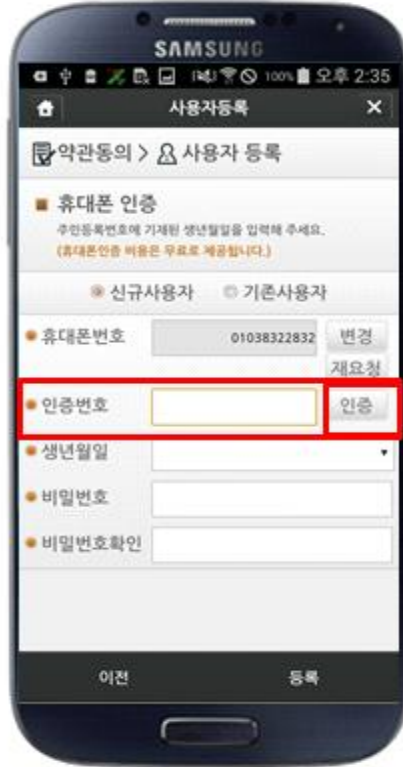 SAMSUNG
100% 오후 2:35
사용자등록 ×
약관동의 > 사용자 등록
휴대폰 인증
주민등록번호에 기재된 생년월일을 입력해 주세요.
(휴대폰인증 비용은 무료로 제공됩니다.)
신규사용자 기존사용자
휴대폰번호 01038322832 변경
재요청
인증번호 인증
생년월일
비밀번호
비밀번호확인
이전 등록